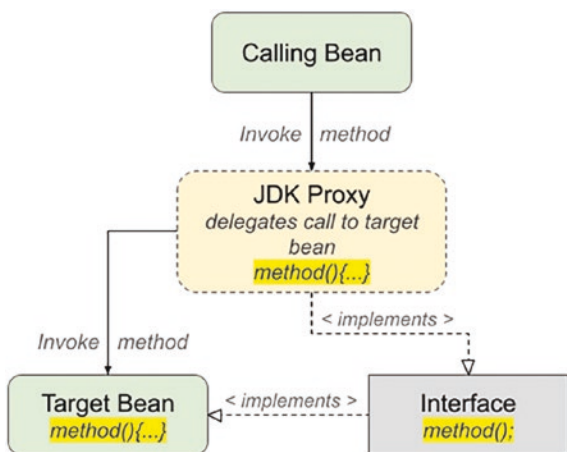 Calling Bean
Invoke method
JDK Proxy
delegates call to target
bean
method(){...}
< implements >
Invoke method
< implements >
Target Bean
method(){...}
Interface
method();